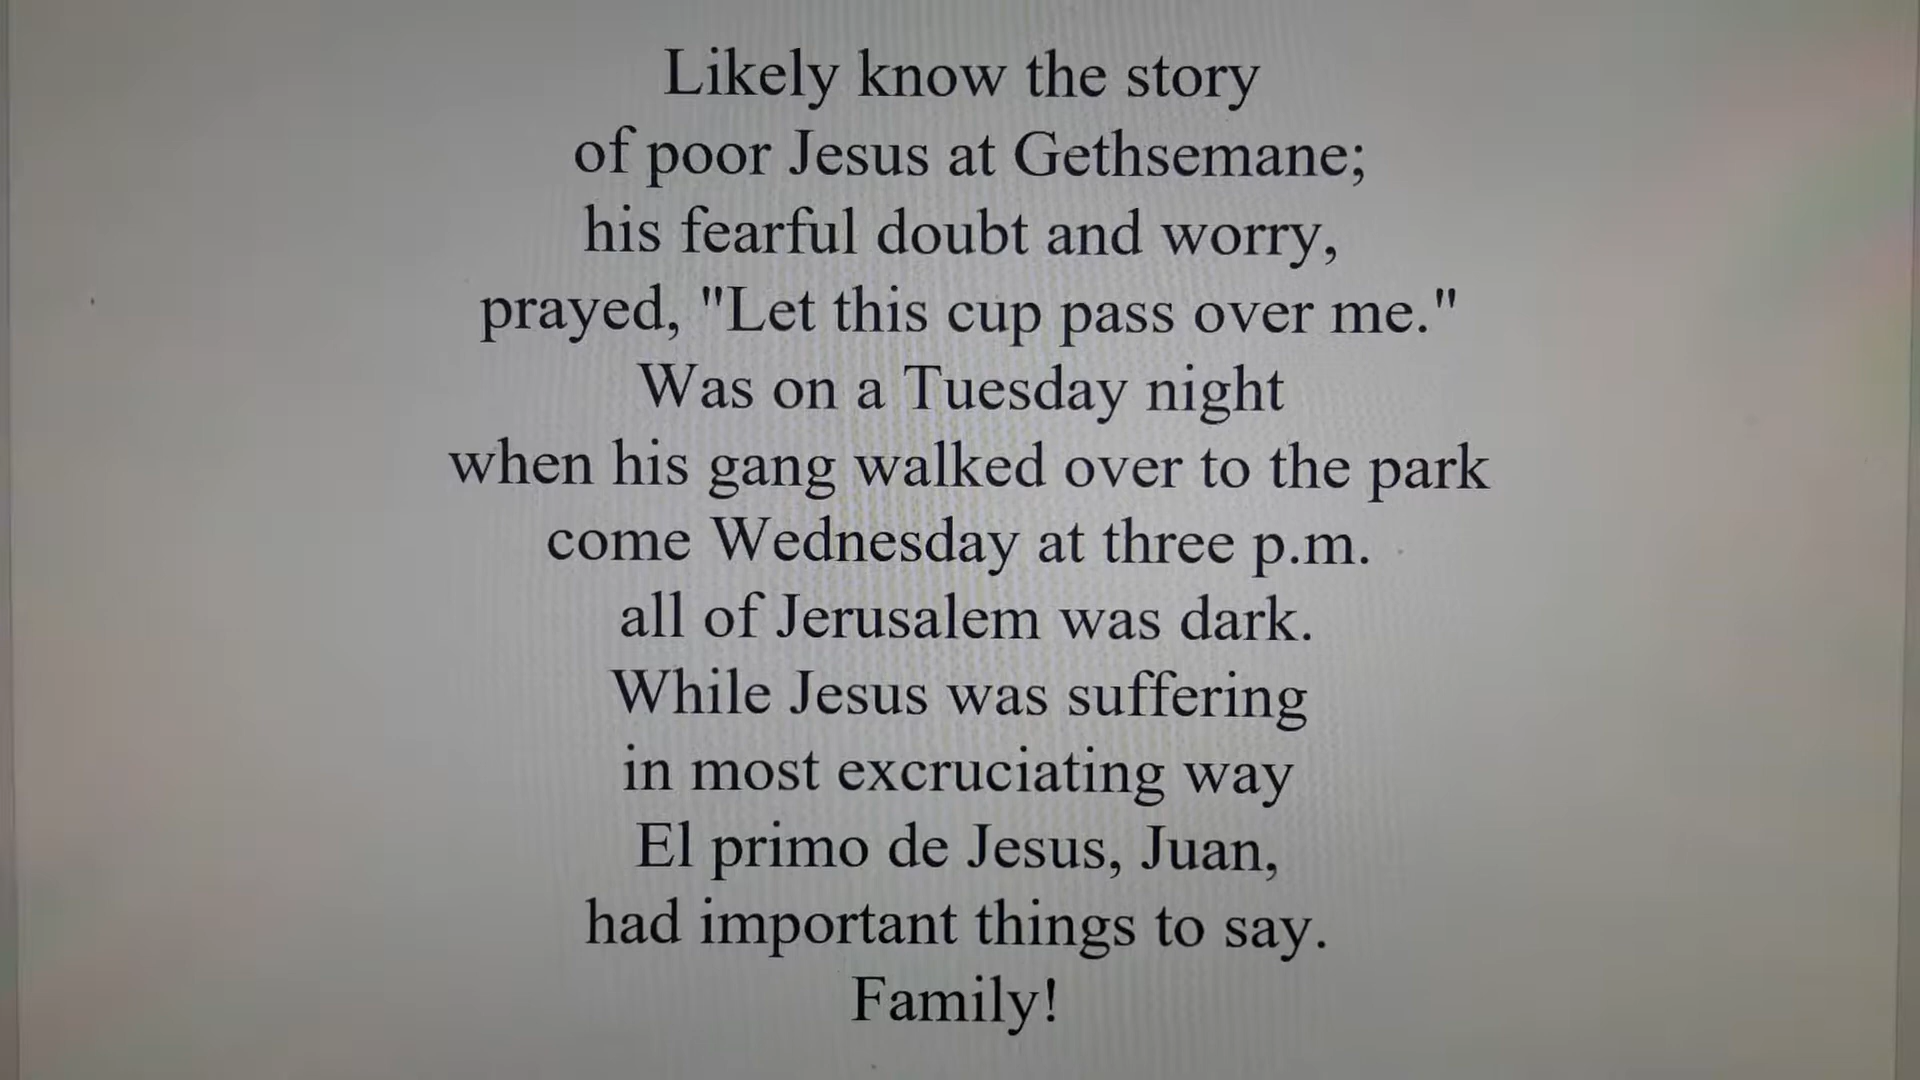 Likely know the story
of poor Jesus at Gethsemane;
his fearful doubt and worry,
prayed, "Let this cup pass over me."
Was on a Tuesday night
when his gang walked over to the park
come Wednesday at three p.m.
all of Jerusalem was dark.
While Jesus was suffering
in most excruciating way
El primo de Jesus, Juan,
had important things to say.
Family!